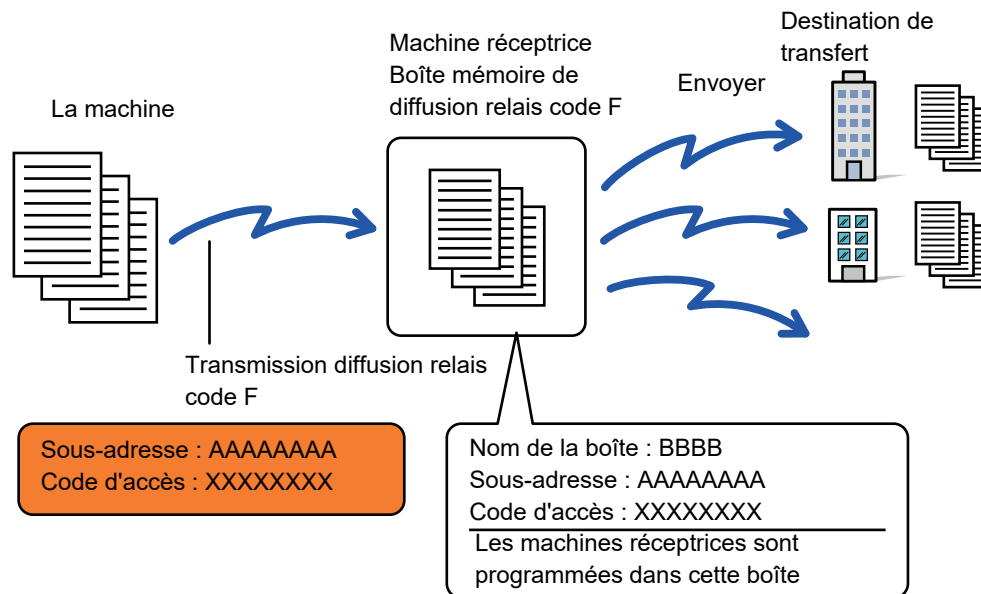 La machine
Machine réceptrice
Boîte mémoire de
diffusion relais code F
Envoyer
Destination de
transfert
Transmission diffusion relais
code F
Sous-adresse : AAAAAAAA
Code d'accès : XXXXXXXX
Nom de la boîte : BBBB
Sous-adresse : AAAAAAAA
Code d'accès : XXXXXXXX
Les machines réceptrices sont
programmées dans cette boîte